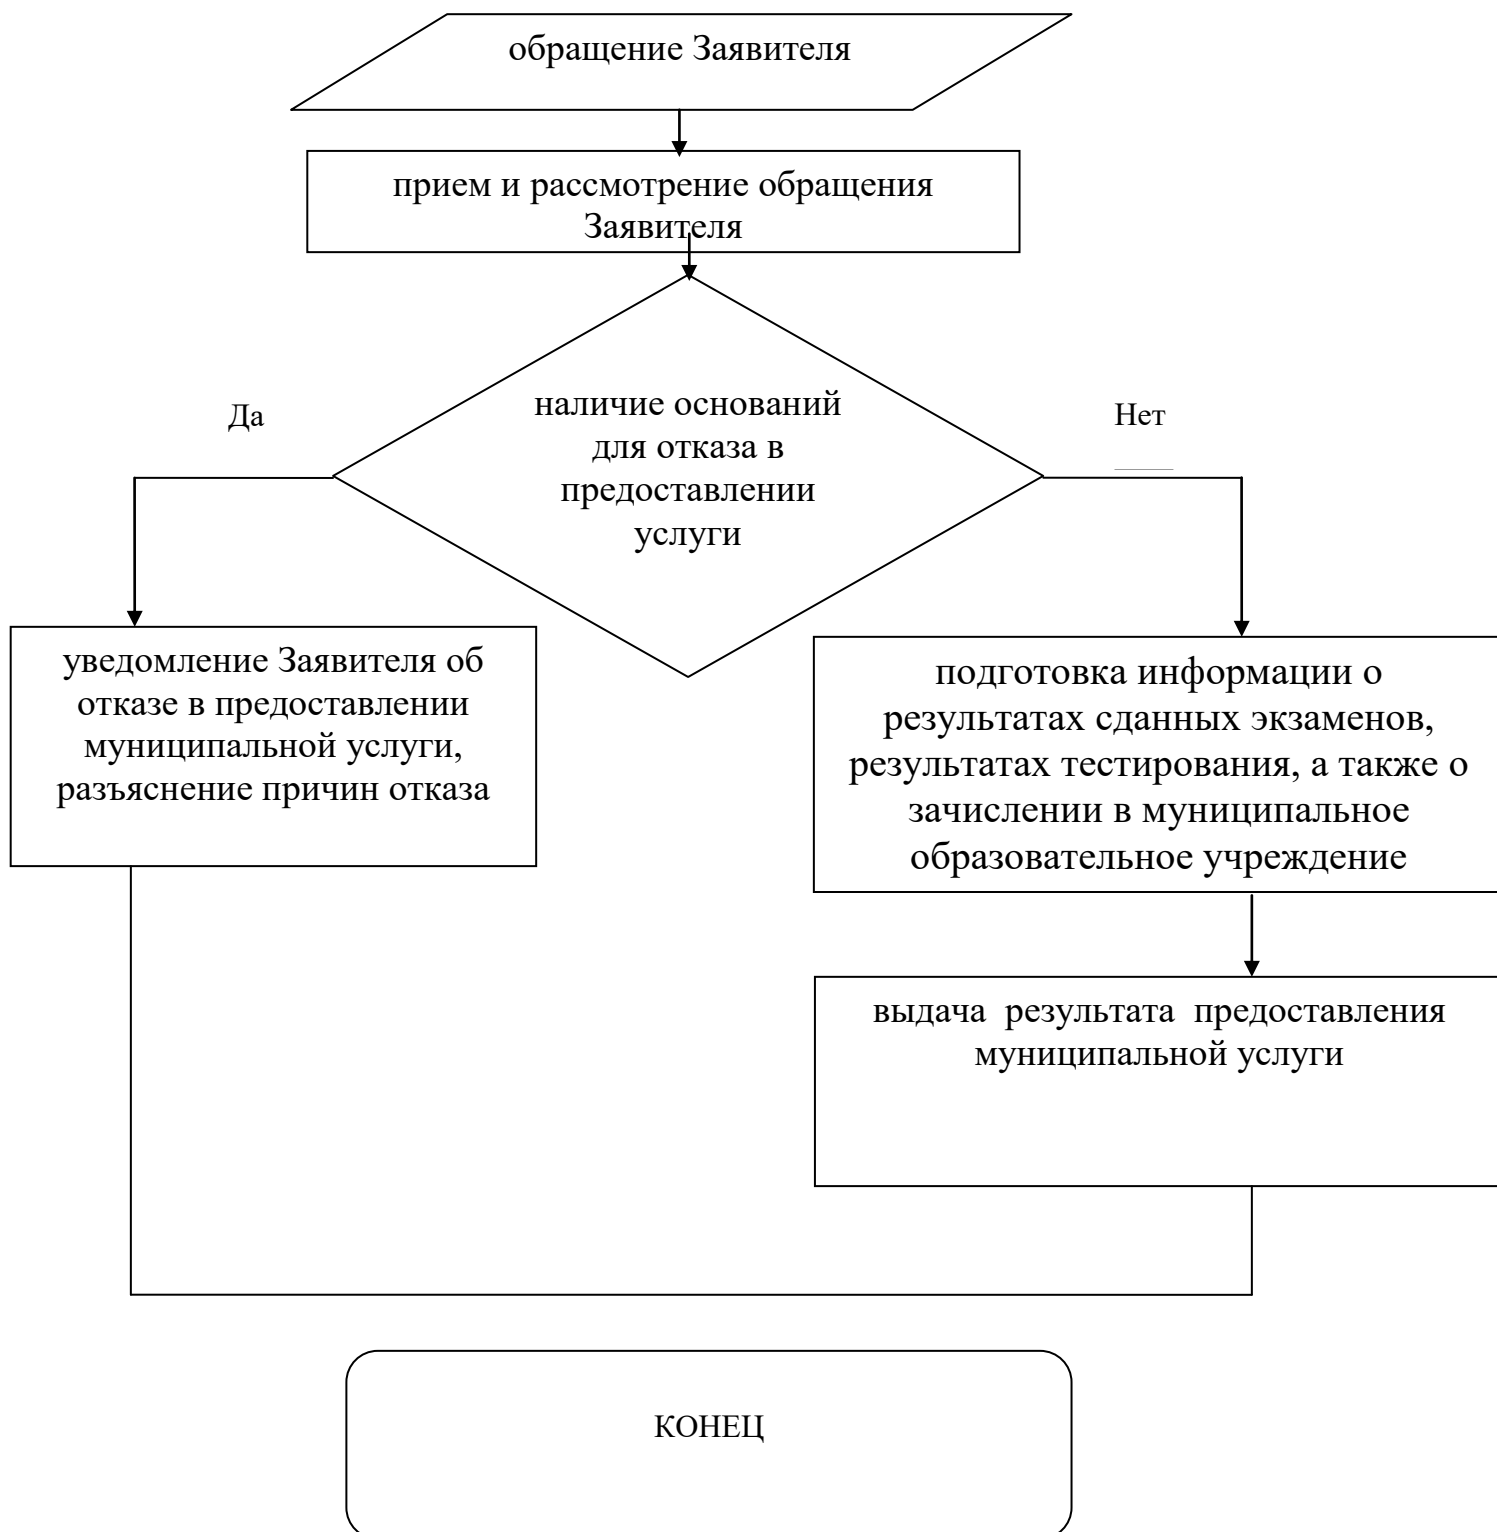 обращение Заявителя
прием и рассмотрение обращения
Заявителя
наличие оснований
для отказа в
предоставлении
услуги
Да
Нет
уведомление Заявителя об
отказе в предоставлении
муниципальной услуги,
разъяснение причин отказа
подготовка информации о
результатах сданных экзаменов,
результатах тестирования, а также о
зачислении в муниципальное
образовательное учреждение
выдача результата предоставления
муниципальной услуги
КОНЕЦ